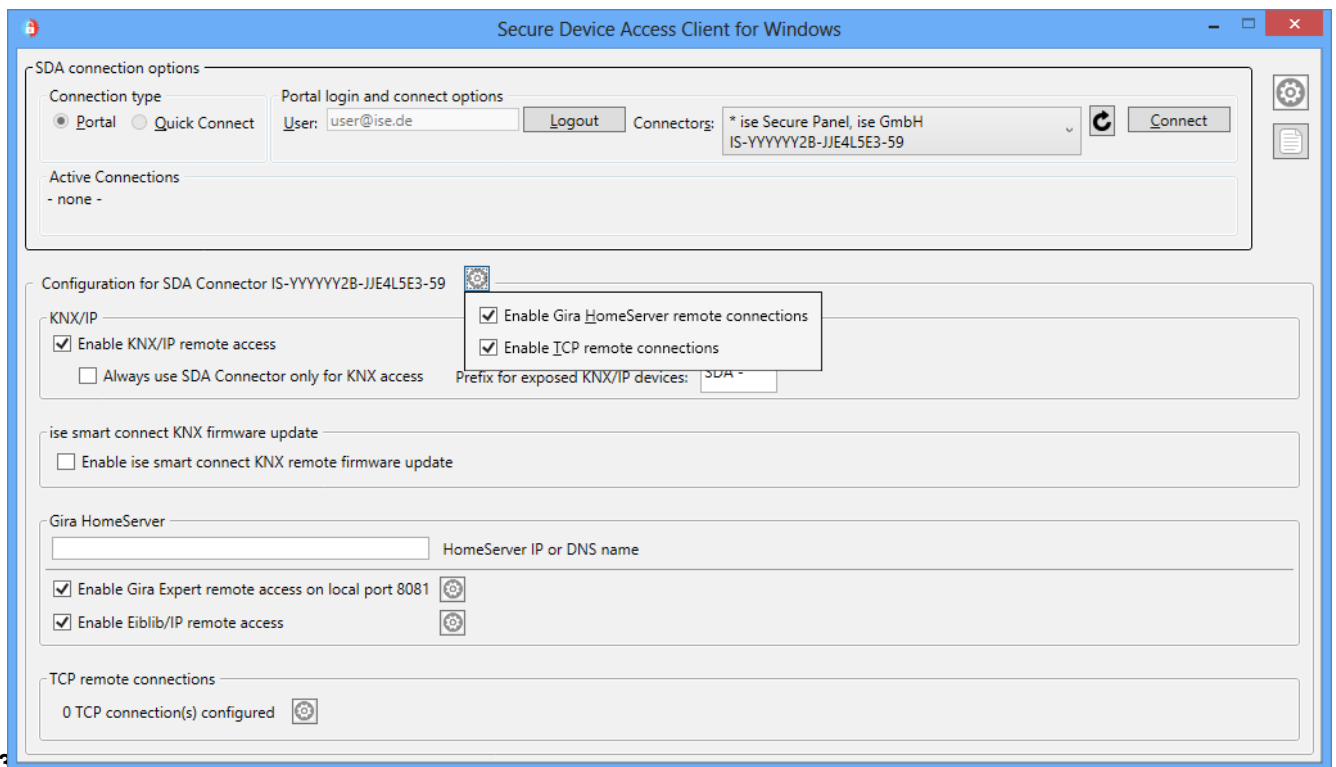 Secure Device Access Client for Windows
SDA connection options
Connection type
Portal
Quick Connect
Portal login and connect options
User: user@ise.de
Logout
Connectors:
* ise Secure Panel, ise GmbH
IS-YYYYYY2B-JJE4L5E3-59
Connect
Active Connections
- none -
Configuration for SDA Connector IS-YYYYYY2B-JJE4L5E3-59
Enable Gira HomeServer remote connections
Enable TCP remote connections
KNX/IP
Enable KNX/IP remote access
Always use SDA Connector only for KNX access
Prefix for exposed KNX/IP devices: SDA -
ise smart connect KNX firmware update
Enable ise smart connect KNX remote firmware update
Gira HomeServer
HomeServer IP or DNS name
Enable Gira Expert remote access on local port 8081
Enable Eiblib/IP remote access
TCP remote connections
0 TCP connection(s) configured